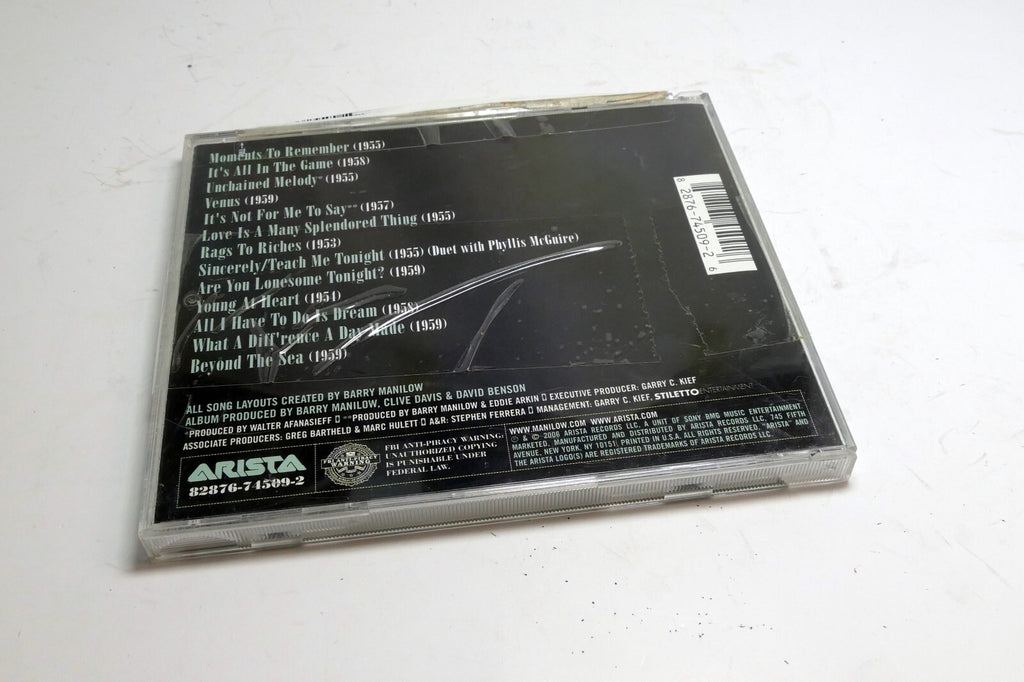 Moments To Remember (1955)
It's All In The Game (1958)
Unchained Melody* (1955)
Venus (1959)
It's Not For Me To Say** (1957)
Love Is A Many Splendored Thing (1955)
Rags To Riches (1953)
Sincerely/Teach Me Tonight (1955) (Duet with Phyllis McGuire)
Are You Lonesome Tonight? (1959)
Young At Heart (1954)
All I Have To Do Is Dream (1958)
What A Diff'rence A Day Made (1959)
Beyond The Sea (1959)
8 28767-74509-2 6
ALL SONG LAYOUTS CREATED BY BARRY MANILOW
ALBUM PRODUCED BY BARRY MANILOW, CLIVE DAVIS & DAVID BENSON
*PRODUCED BY WALTER AFANASIEFF **PRODUCED BY BARRY MANILOW & EDDIE ARKIN EXECUTIVE PRODUCER: GARRY C. KIEF
ASSOCIATE PRODUCERS: GREG BARTHELD & MARC HULETT A&R: STEPHEN FERRERA MANAGEMENT: GARRY C. KIEF, STILETTO ENTERTAINMENT
ARISTA
82876-74509-2
FBI ANTI-PIRACY WARNING:
UNAUTHORIZED COPYING
IS PUNISHABLE UNDER
FEDERAL LAW.
WWW.MANILOW.COM WWW.ARISTA.COM
℗ & © 2006 ARISTA RECORDS LLC, A UNIT OF SONY BMG MUSIC ENTERTAINMENT.
MARKETED, MANUFACTURED AND DISTRIBUTED BY ARISTA RECORDS LLC, 745 FIFTH
AVENUE, NEW YORK, NY 10151. PRINTED IN U.S.A. ALL RIGHTS RESERVED. "ARISTA" AND
THE ARISTA LOGO(S) ARE REGISTERED TRADEMARKS OF ARISTA RECORDS LLC.